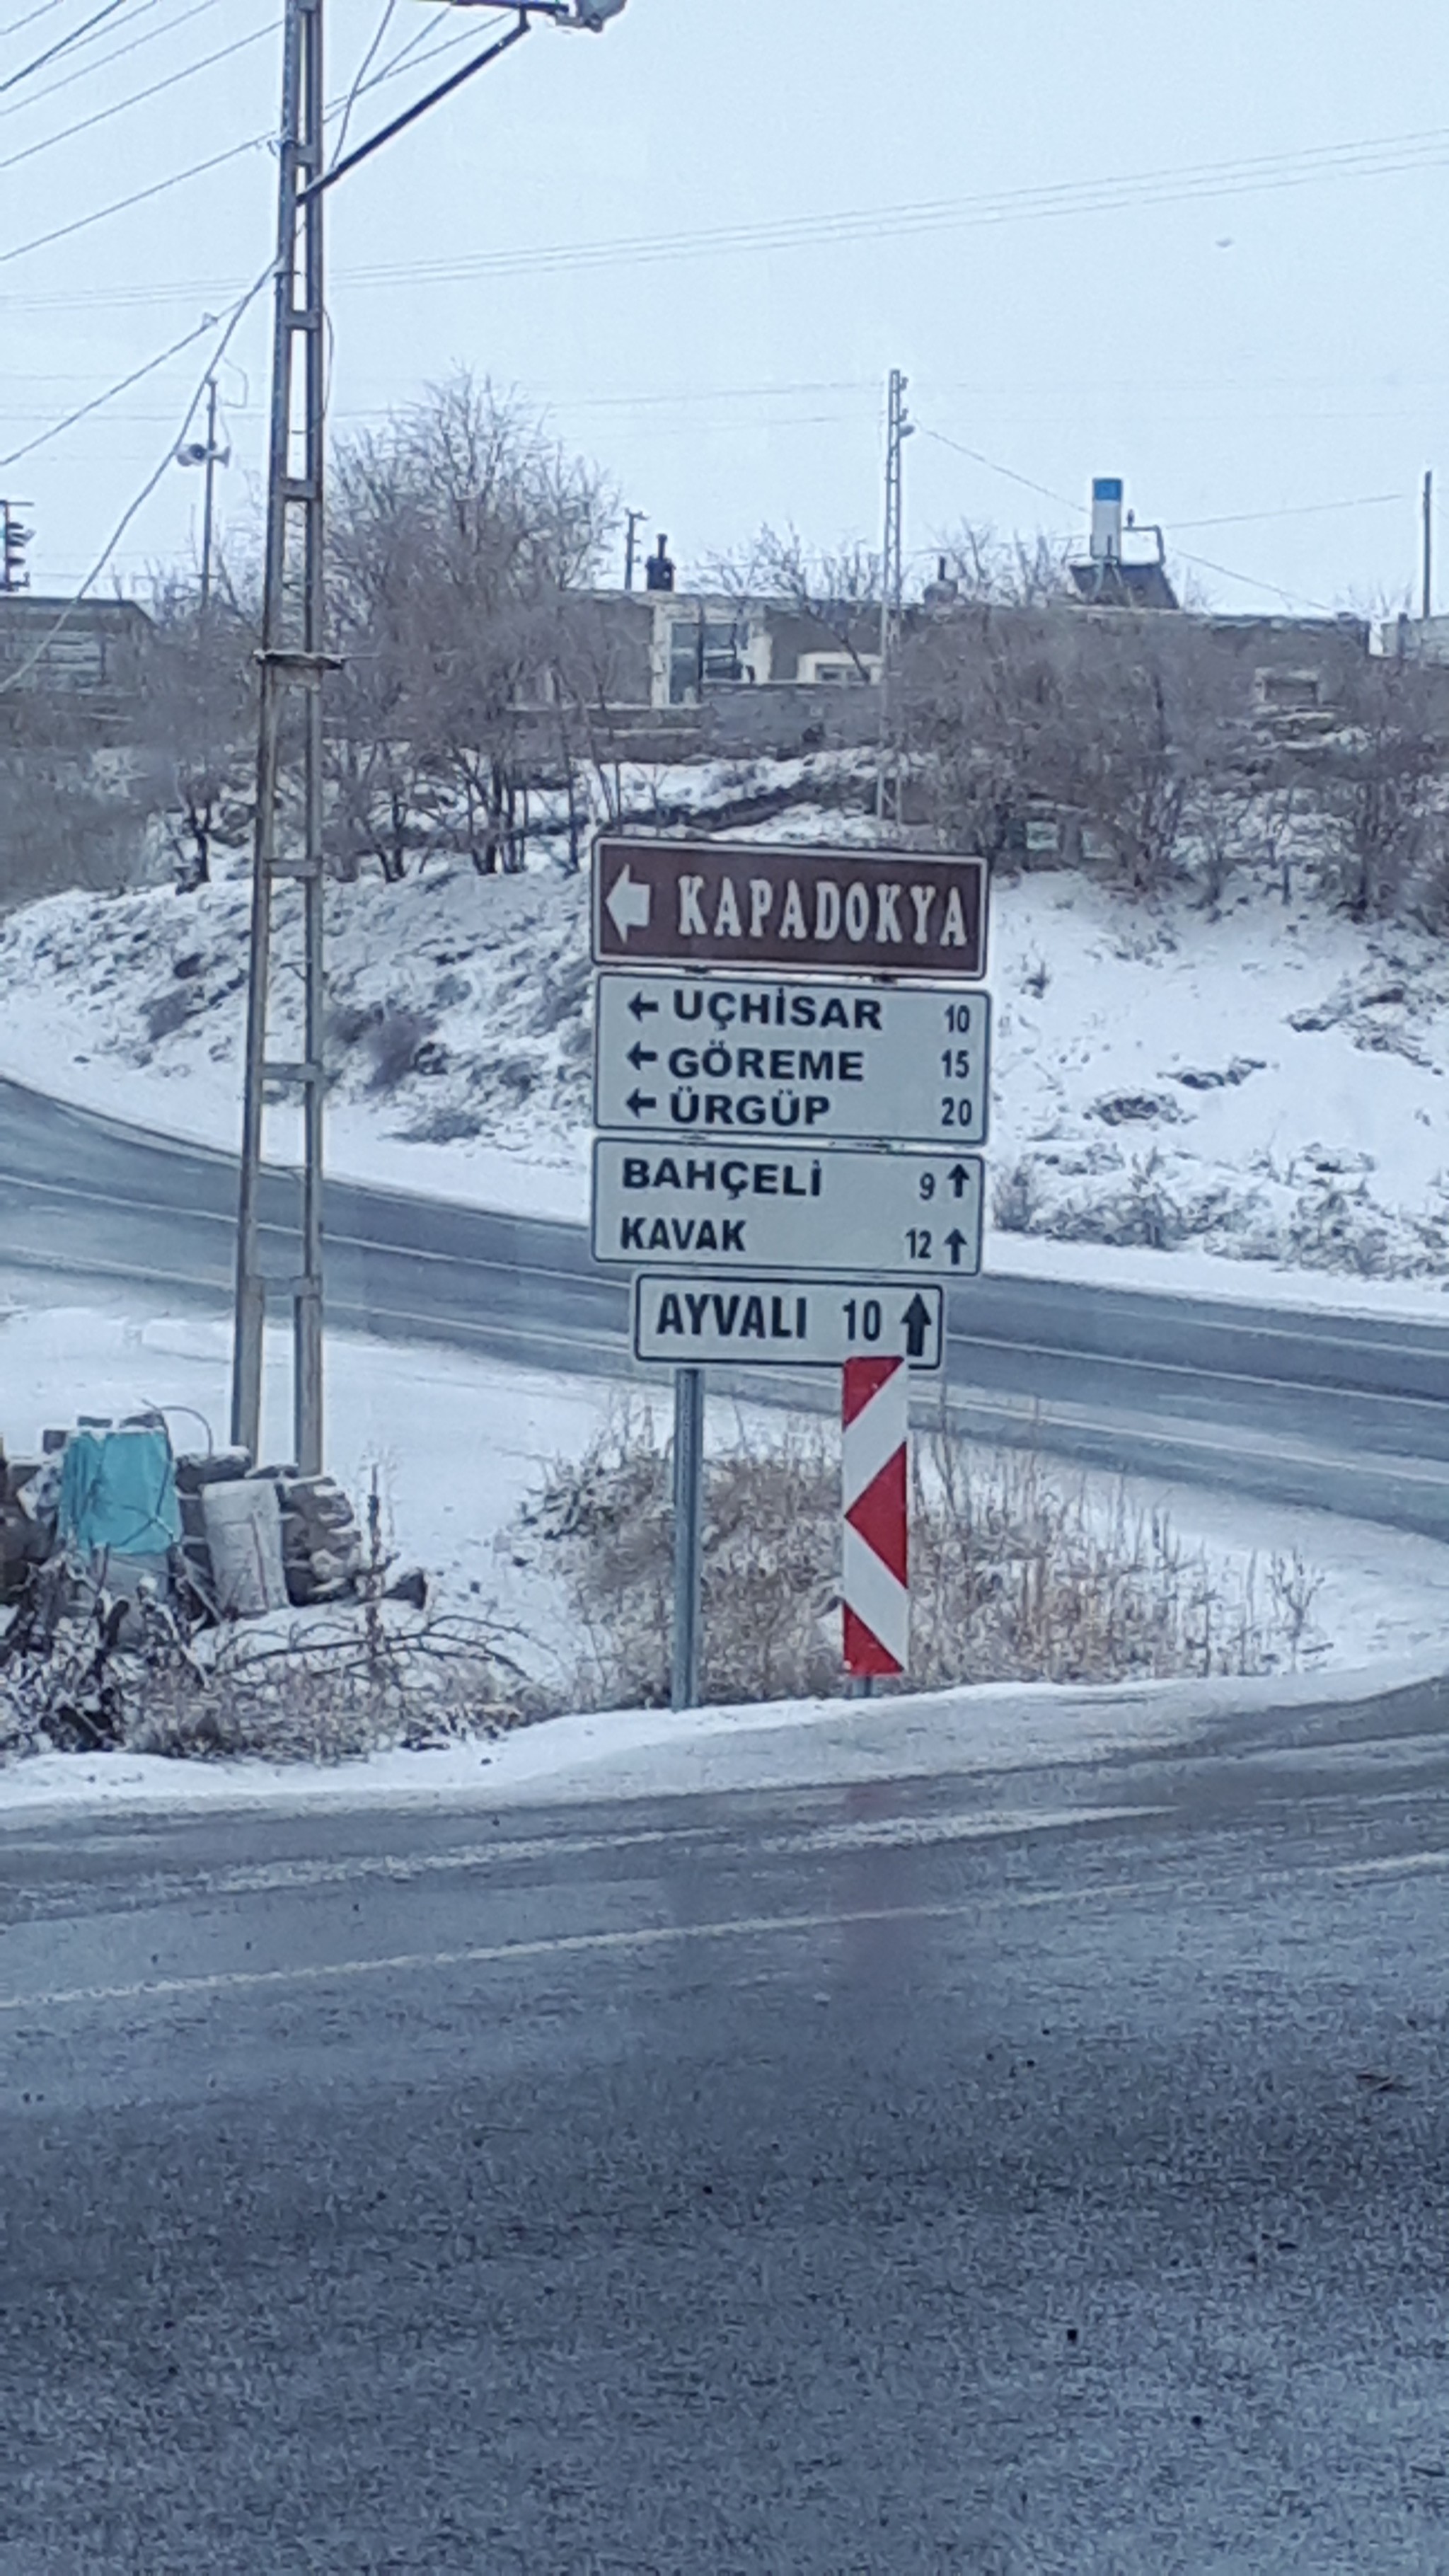 KAPADOKYA
UÇHİSAR 10
GÖREME 15
ÜRGÜP 20
BAHÇELİ 9
KAVAK 12
AYVALI 10